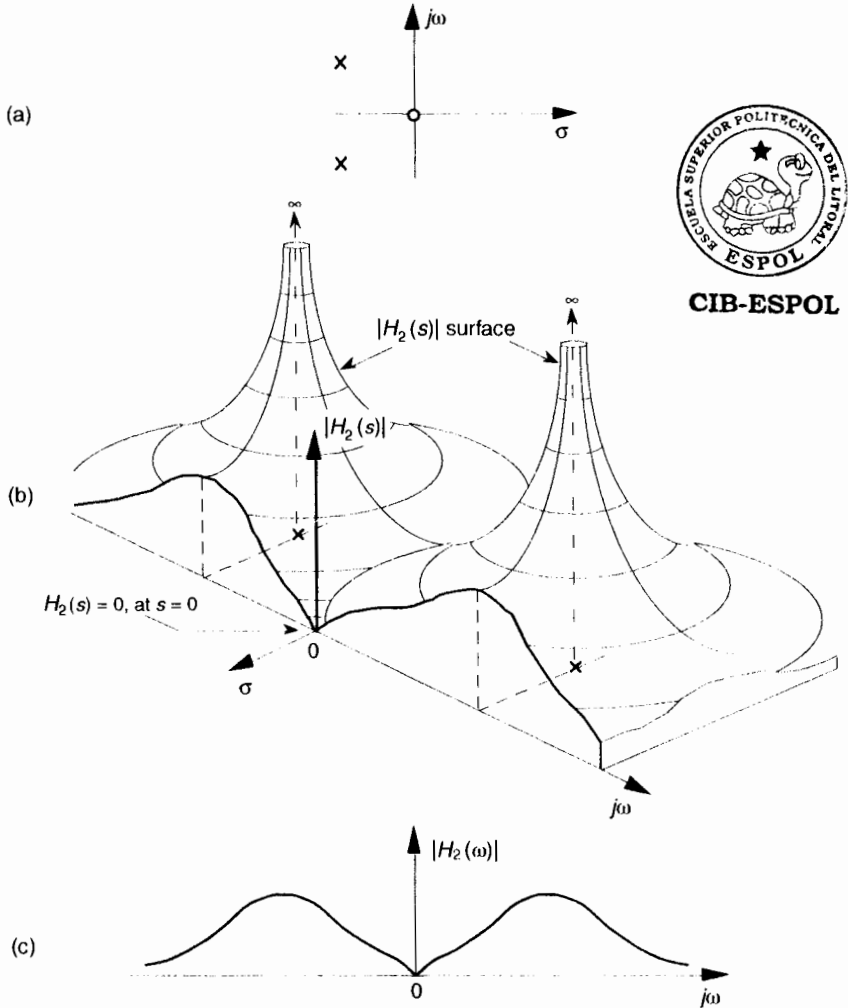 jω
(a)
σ
ESCUELA SUPERIOR POLITECNICA DEL LITORAL
ESPOL
CIB-ESPOL
∞
∞
|H₂(s)| surface
|H₂(s)|
(b)
H₂(s) = 0, at s = 0
0
σ
jω
|H₂(ω)|
(c)
0
jω